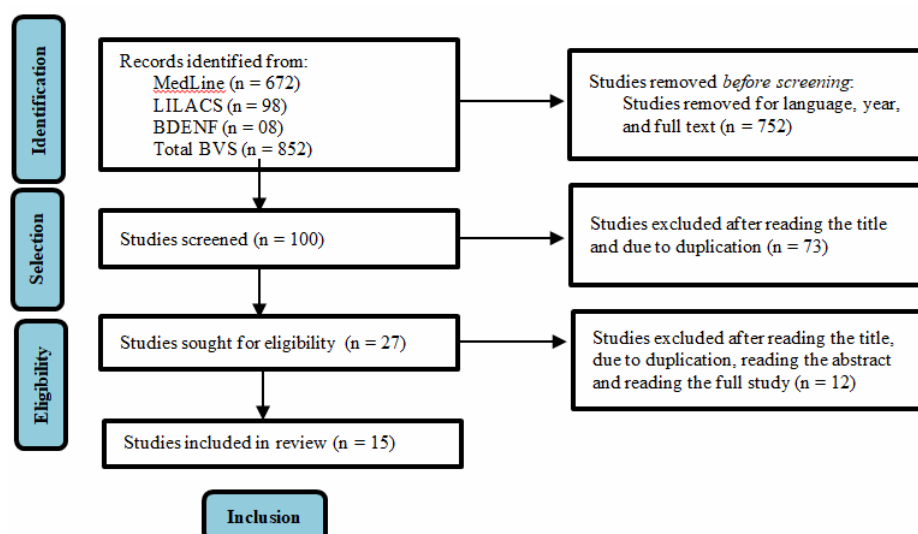 Identification
Records identified from:
MedLine (n = 672)
LILACS (n = 98)
BDENF (n = 08)
Total BVS (n = 852)
Studies removed before screening:
Studies removed for language, year,
and full text (n = 752)
Selection
Studies screened (n = 100)
Studies excluded after reading the title
and due to duplication (n = 73)
Eligibility
Studies sought for eligibility (n = 27)
Studies excluded after reading the title,
due to duplication, reading the abstract
and reading the full study (n = 12)
Studies included in review (n = 15)
Inclusion